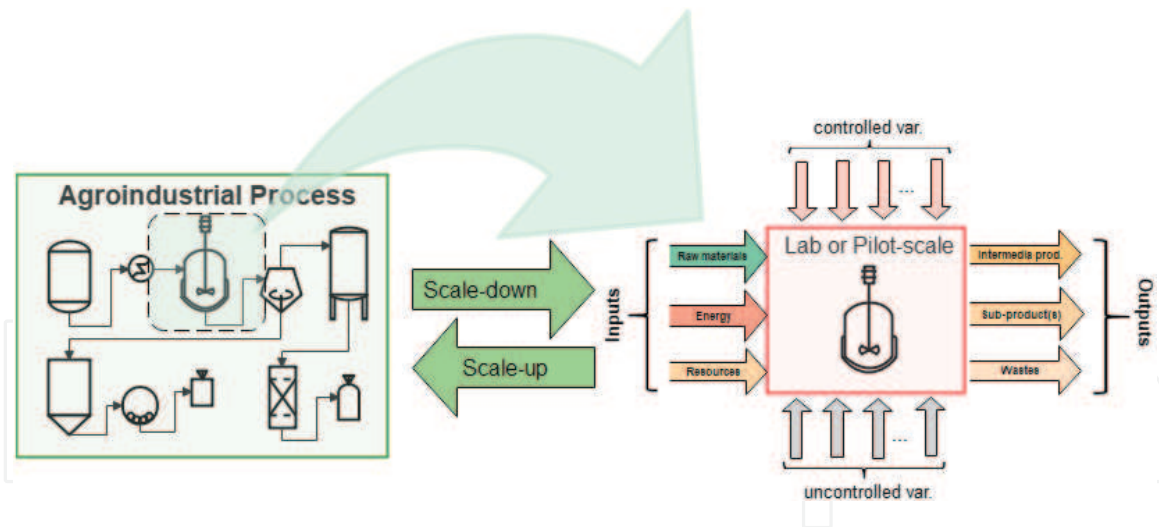 controlled var.
...
Agroindustrial Process
Scale-down
Scale-up
Inputs
Raw materials
Energy
Resources
Lab or Pilot-scale
Intermedia prod.
Sub-product(s)
Wastes
Outputs
...
uncontrolled var.